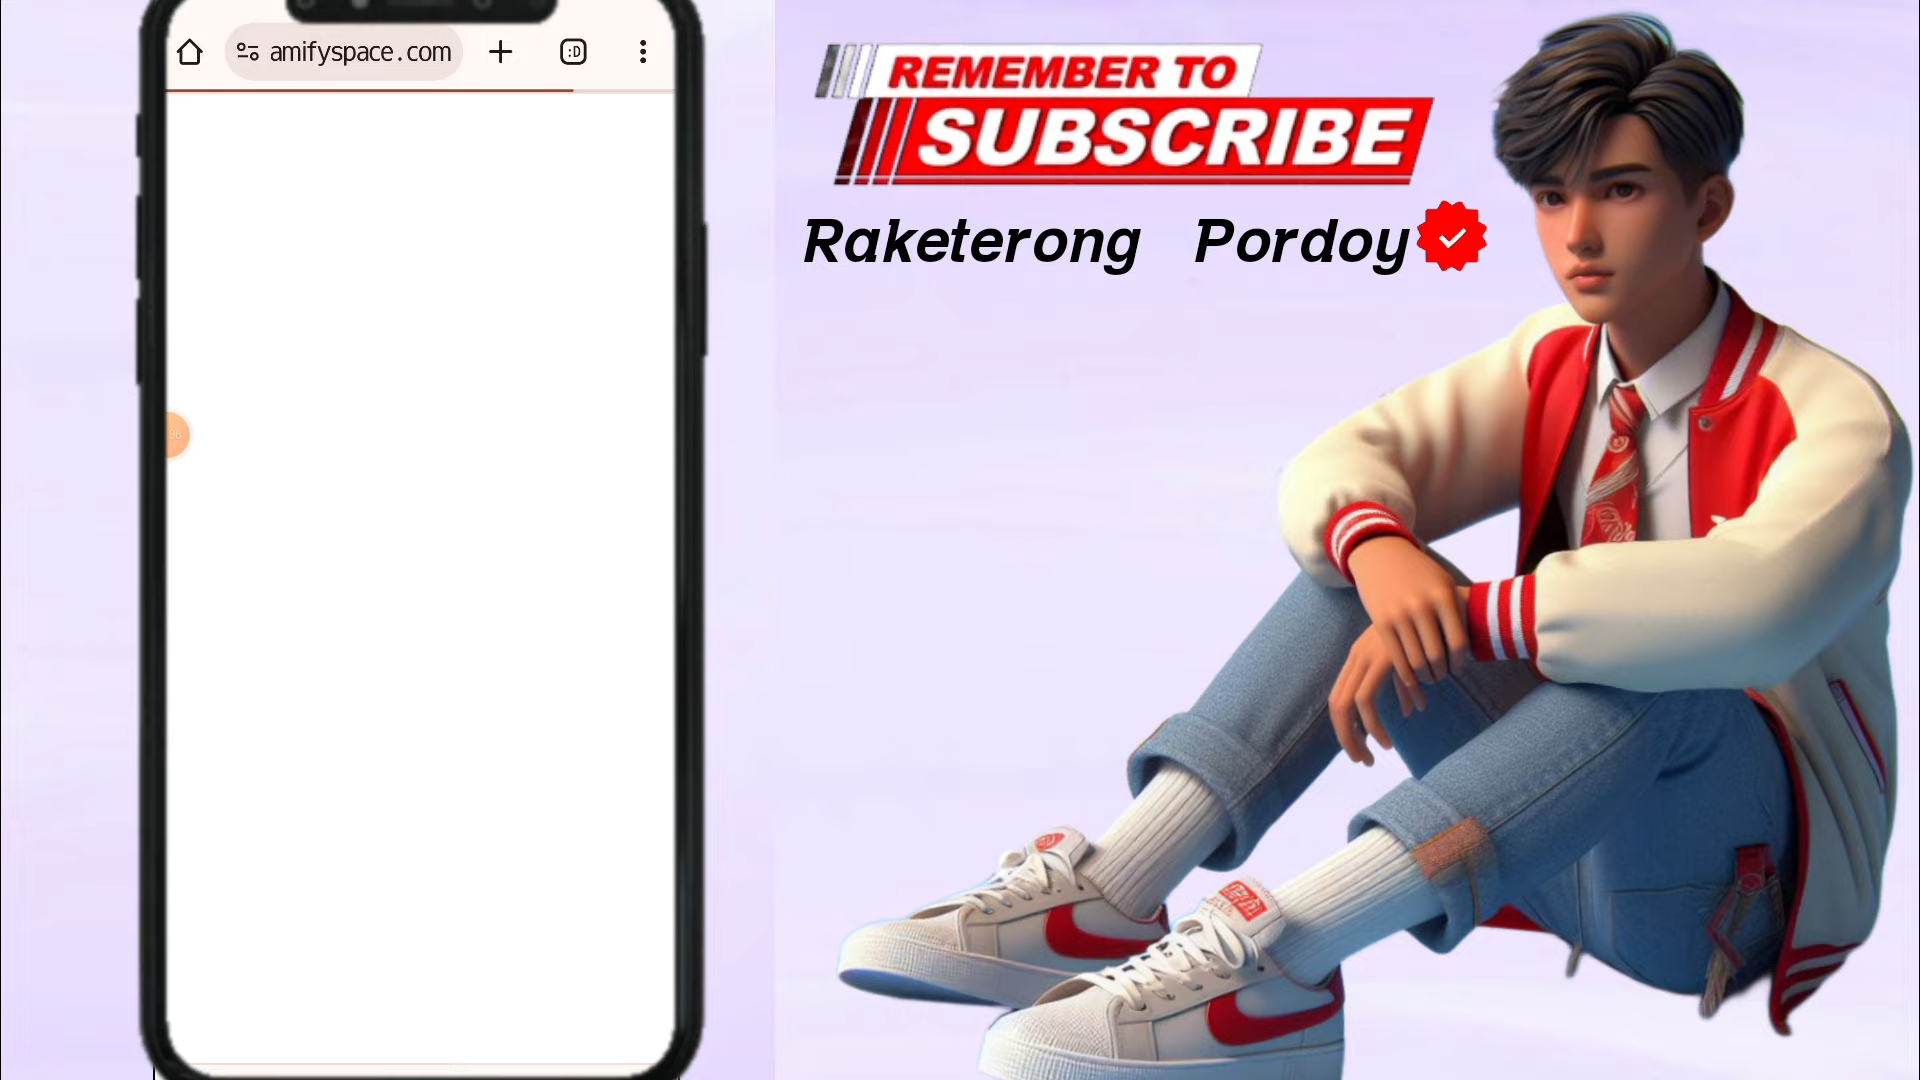 amifyspace.com
:D
REMEMBER TO
SUBSCRIBE
Raketerong Pordoy